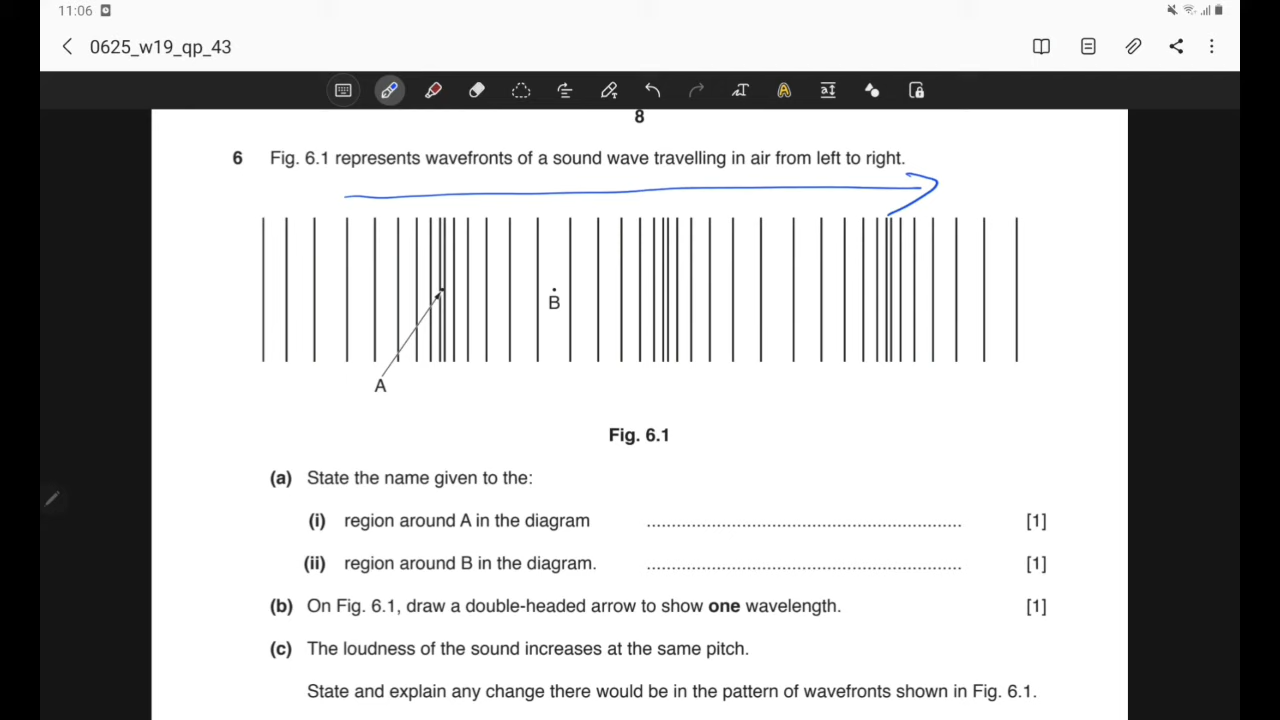 11:06
0625_w19_qp_43
8
6 Fig. 6.1 represents wavefronts of a sound wave travelling in air from left to right.
B
A
Fig. 6.1
(a) State the name given to the:
(i) region around A in the diagram ............................................................... [1]
(ii) region around B in the diagram. ............................................................... [1]
(b) On Fig. 6.1, draw a double-headed arrow to show one wavelength. [1]
(c) The loudness of the sound increases at the same pitch.
State and explain any change there would be in the pattern of wavefronts shown in Fig. 6.1.